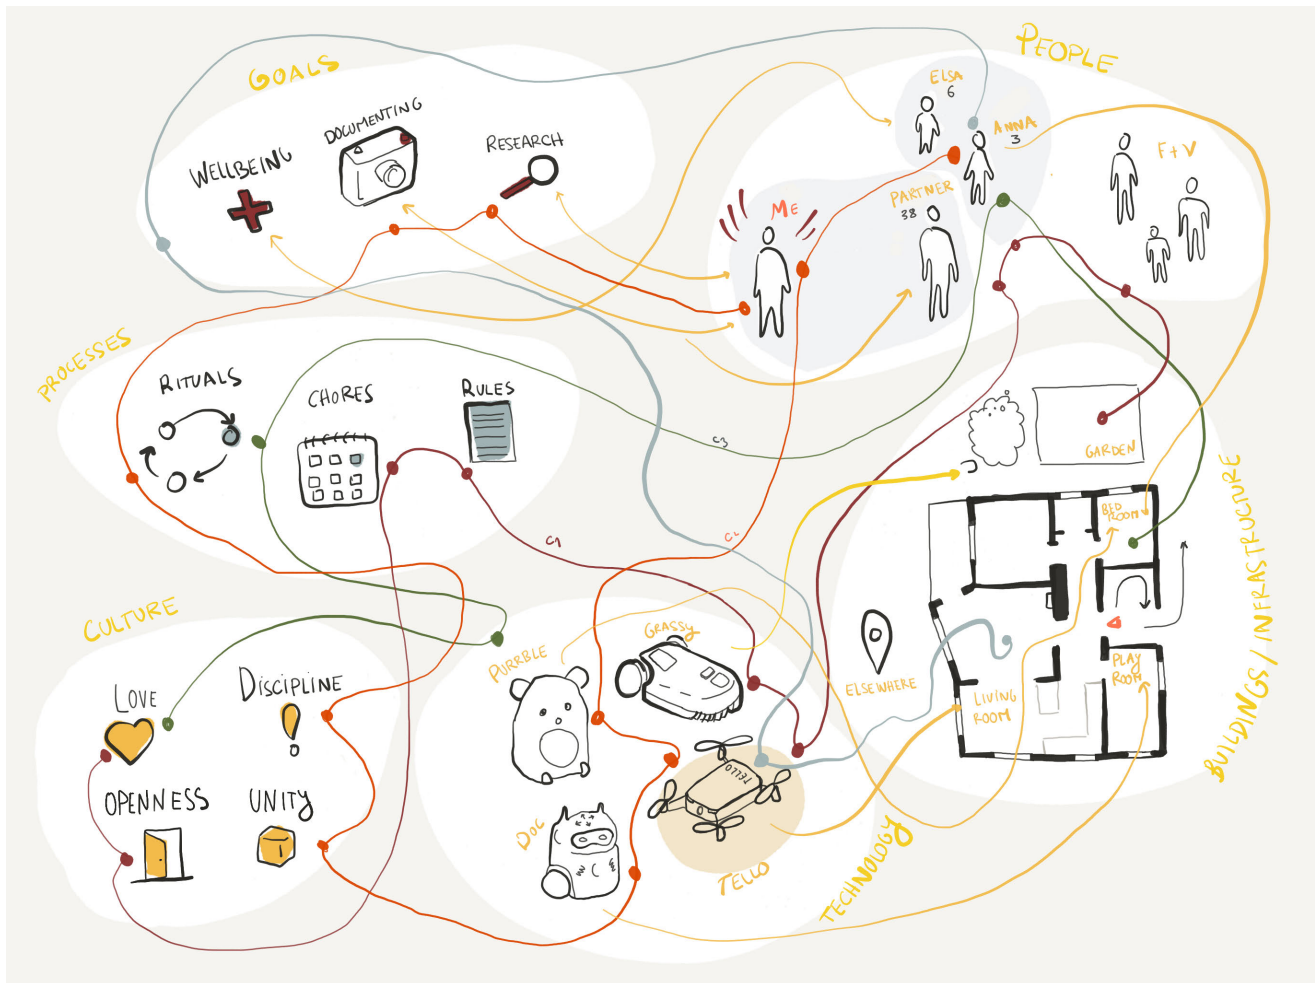 GOALS
WELLBEING
DOCUMENTING
RESEARCH
PEOPLE
ELSA
6
ANNA
3
F + V
ME
PARTNER
38
PROCESSES
RITUALS
CHORES
RULES
C3
C1
C2
GARDEN
BED
ROOM
PLAY
ROOM
LIVING
ROOM
ELSEWHERE
BUILDINGS / INFRASTRUCTURE
CULTURE
LOVE
DISCIPLINE
OPENNESS
UNITY
PURRBLE
GRASSY
DOC
TELLO
TELLO
TECHNOLOGY